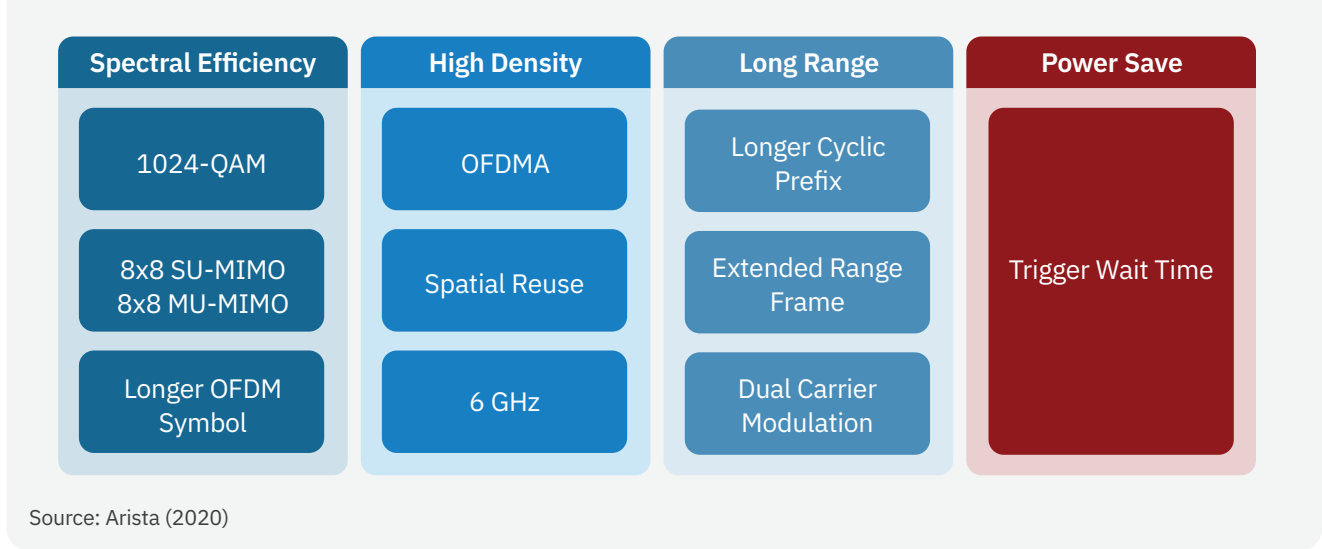 Spectral Efficiency
1024-QAM
8x8 SU-MIMO
8x8 MU-MIMO
Longer OFDM
Symbol
High Density
OFDMA
Spatial Reuse
6 GHz
Long Range
Longer Cyclic
Prefix
Extended Range
Frame
Dual Carrier
Modulation
Power Save
Trigger Wait Time
Source: Arista (2020)